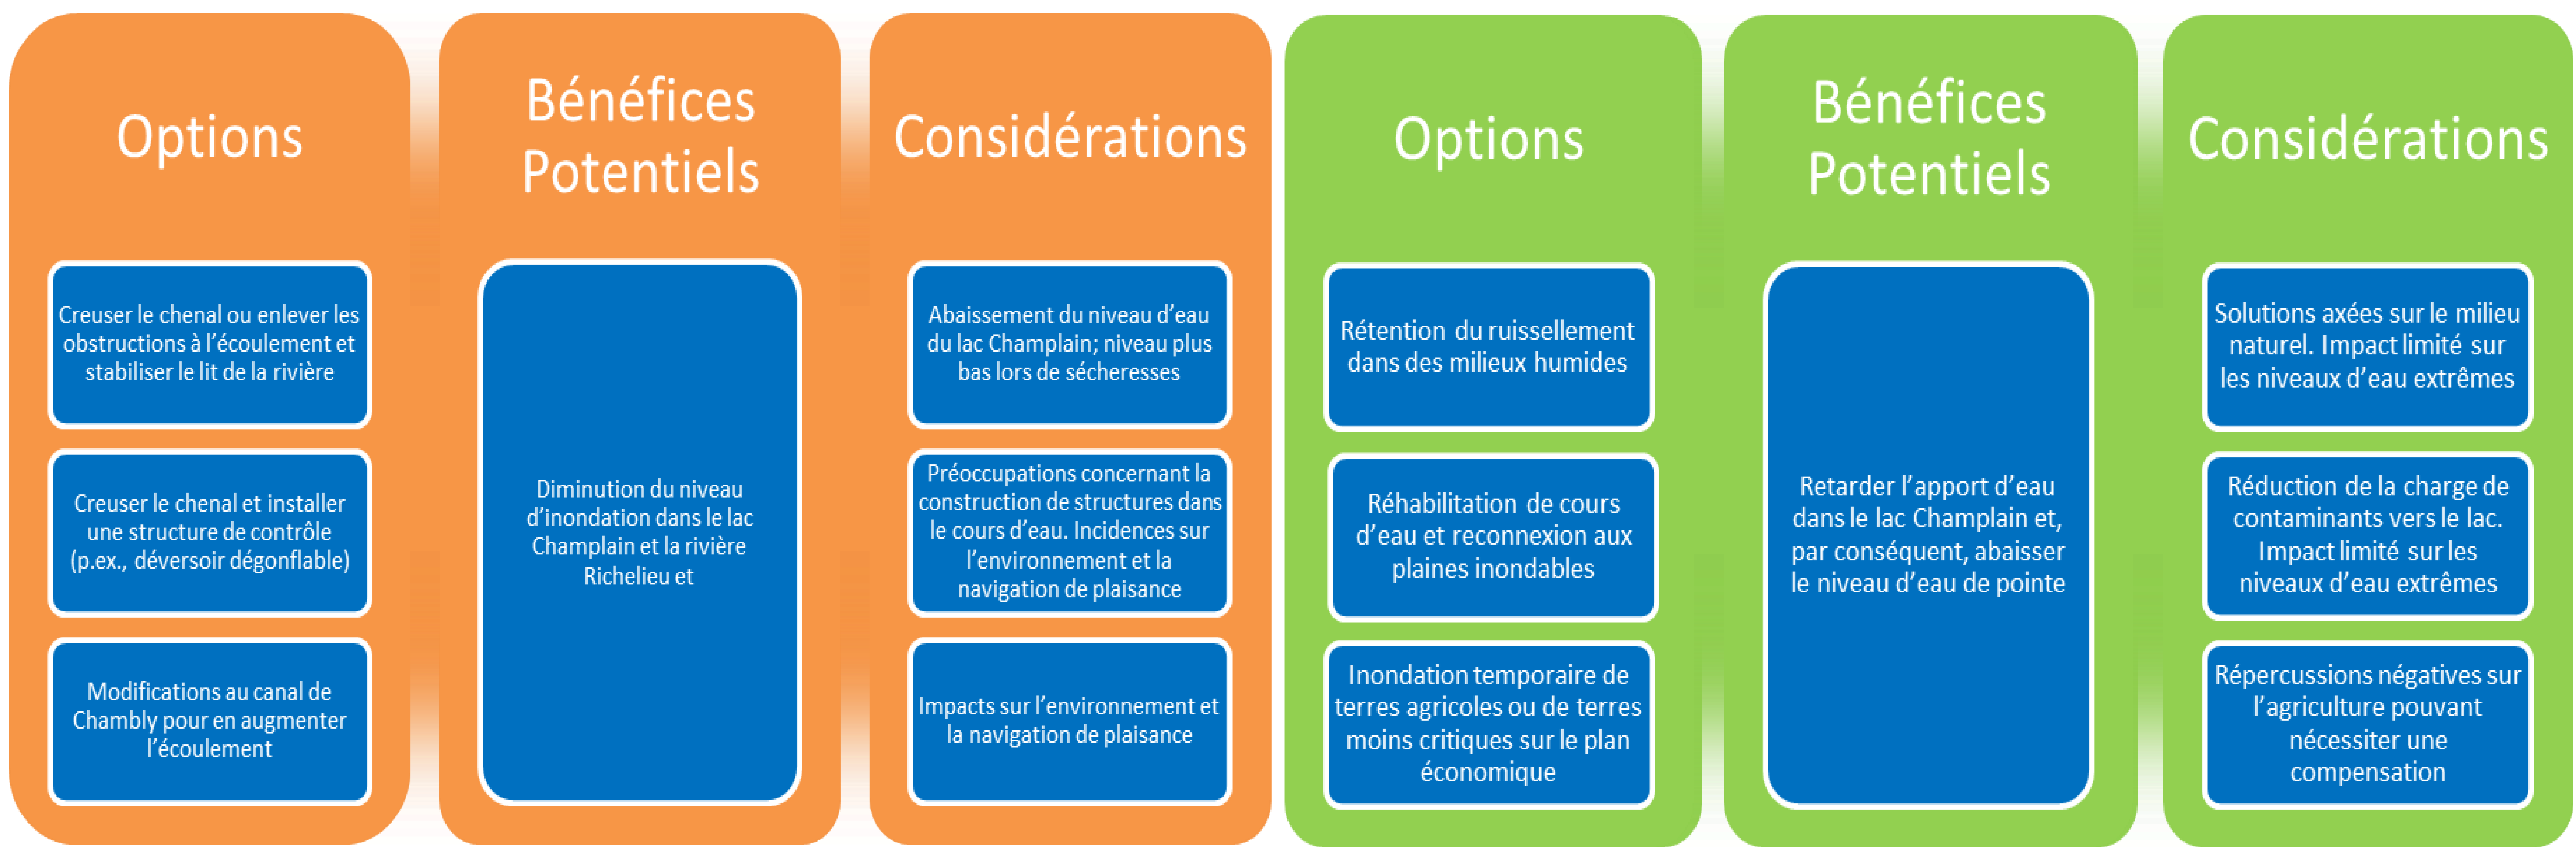 Options
Creuser le chenal ou enlever les
obstructions à l'écoulement et
stabiliser le lit de la rivière
Creuser le chenal et installer
une structure de contrôle
(p.ex., déversoir dégonflable)
Modifications au canal de
Chambly pour en augmenter
l'écoulement
Bénéfices
Potentiels
Diminution du niveau
d'inondation dans le lac
Champlain et la rivière
Richelieu et
Considérations
Abaissement du niveau d'eau
du lac Champlain; niveau plus
bas lors de sécheresses
Préoccupations concernant la
construction de structures dans
le cours d'eau. Incidences sur
l'environnement et la
navigation de plaisance
Impacts sur l'environnement et
la navigation de plaisance
Options
Rétention du ruissellement
dans des milieux humides
Réhabilitation de cours
d'eau et reconnexion aux
plaines inondables
Inondation temporaire de
terres agricoles ou de terres
moins critiques sur le plan
économique
Bénéfices
Potentiels
Retarder l'apport d'eau
dans le lac Champlain et,
par conséquent, abaisser
le niveau d'eau de pointe
Considérations
Solutions axées sur le milieu
naturel. Impact limité sur
les niveaux d'eau extrêmes
Réduction de la charge de
contaminants vers le lac.
Impact limité sur les
niveaux d'eau extrêmes
Répercussions négatives sur
l'agriculture pouvant
nécessiter une
compensation